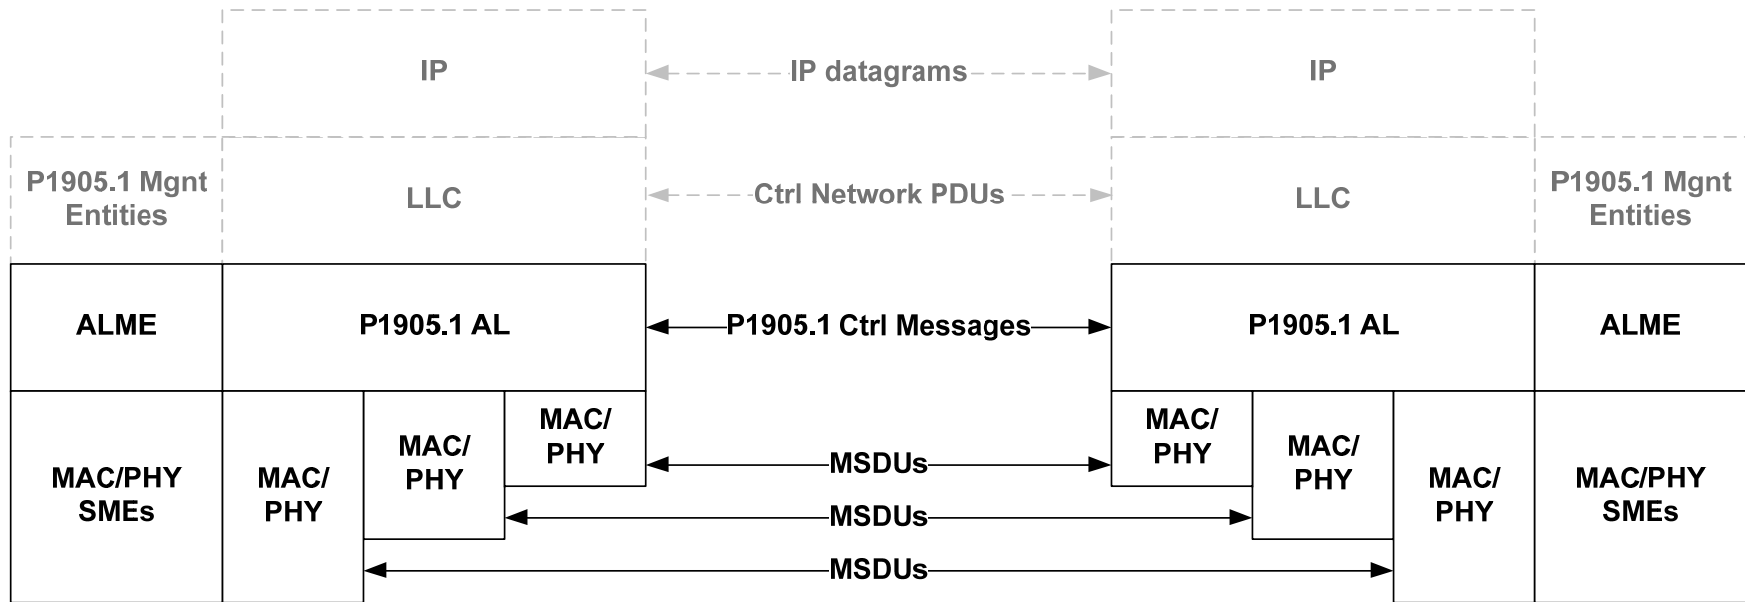 IP
IP datagrams
IP
P1905.1 Mgnt
Entities
LLC
Ctrl Network PDUs
LLC
P1905.1 Mgnt
Entities
ALME
P1905.1 AL
P1905.1 Ctrl Messages
P1905.1 AL
ALME
MAC/PHY
SMEs
MAC/
PHY
MAC/
PHY
MAC/
PHY
MSDUs
MSDUs
MSDUs
MAC/
PHY
MAC/
PHY
MAC/
PHY
MAC/PHY
SMEs